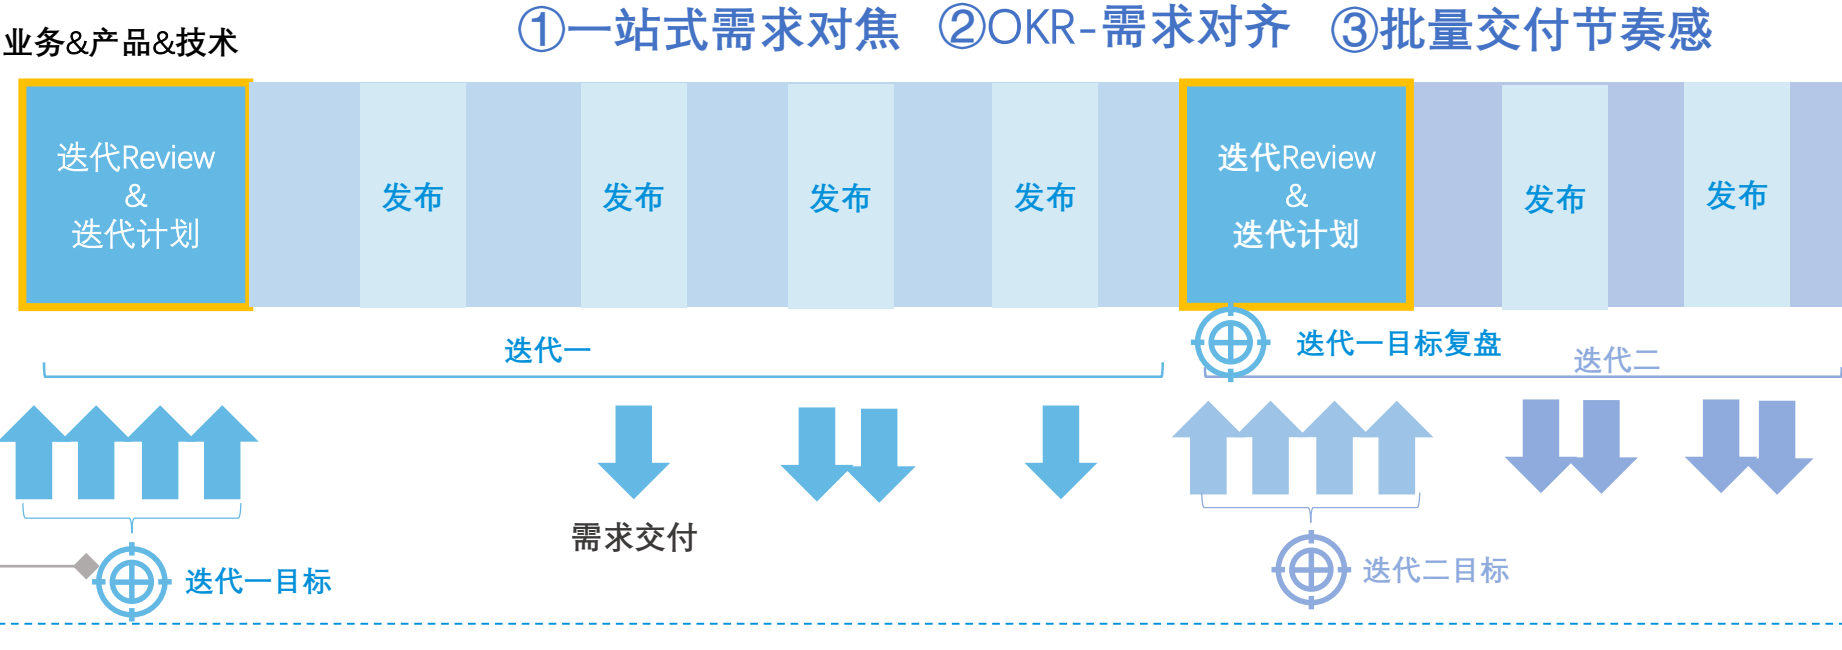 ①一站式需求对焦 ②OKR-需求对齐 ③批量交付节奏感
业务&产品&技术
迭代Review
&
迭代计划
发布
发布
发布
发布
迭代Review
&
迭代计划
发布
发布
迭代一
迭代一目标复盘
迭代二
需求交付
迭代一目标
迭代二目标